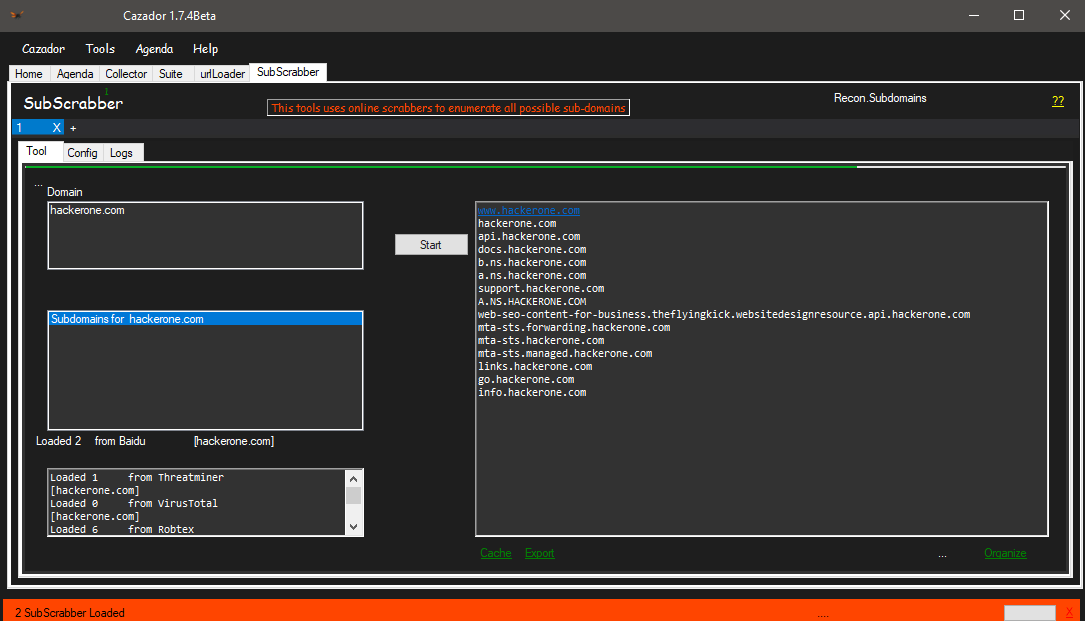 Cazador 1.7.4Beta
Cazador Tools Agenda Help
Home Agenda Collector Suite urlLoader SubScrabber
1
SubScrabber
This tools uses online scrabbers to enumerate all possible sub-domains
Recon.Subdomains
??
1 X +
Tool Config Logs
...
Domain
hackerone.com
Start
Subdomains for hackerone.com
Loaded 2 from Baidu [hackerone.com]
Loaded 1 from Threatminer
[hackerone.com]
Loaded 0 from VirusTotal
[hackerone.com]
Loaded 6 from Robtex
www.hackerone.com
hackerone.com
api.hackerone.com
docs.hackerone.com
b.ns.hackerone.com
a.ns.hackerone.com
support.hackerone.com
A.NS.HACKERONE.COM
web-seo-content-for-business.theflyingkick.websitedesignresource.api.hackerone.com
mta-sts.forwarding.hackerone.com
mta-sts.hackerone.com
mta-sts.managed.hackerone.com
links.hackerone.com
go.hackerone.com
info.hackerone.com
Cache Export ... Organize
2 SubScrabber Loaded .... X